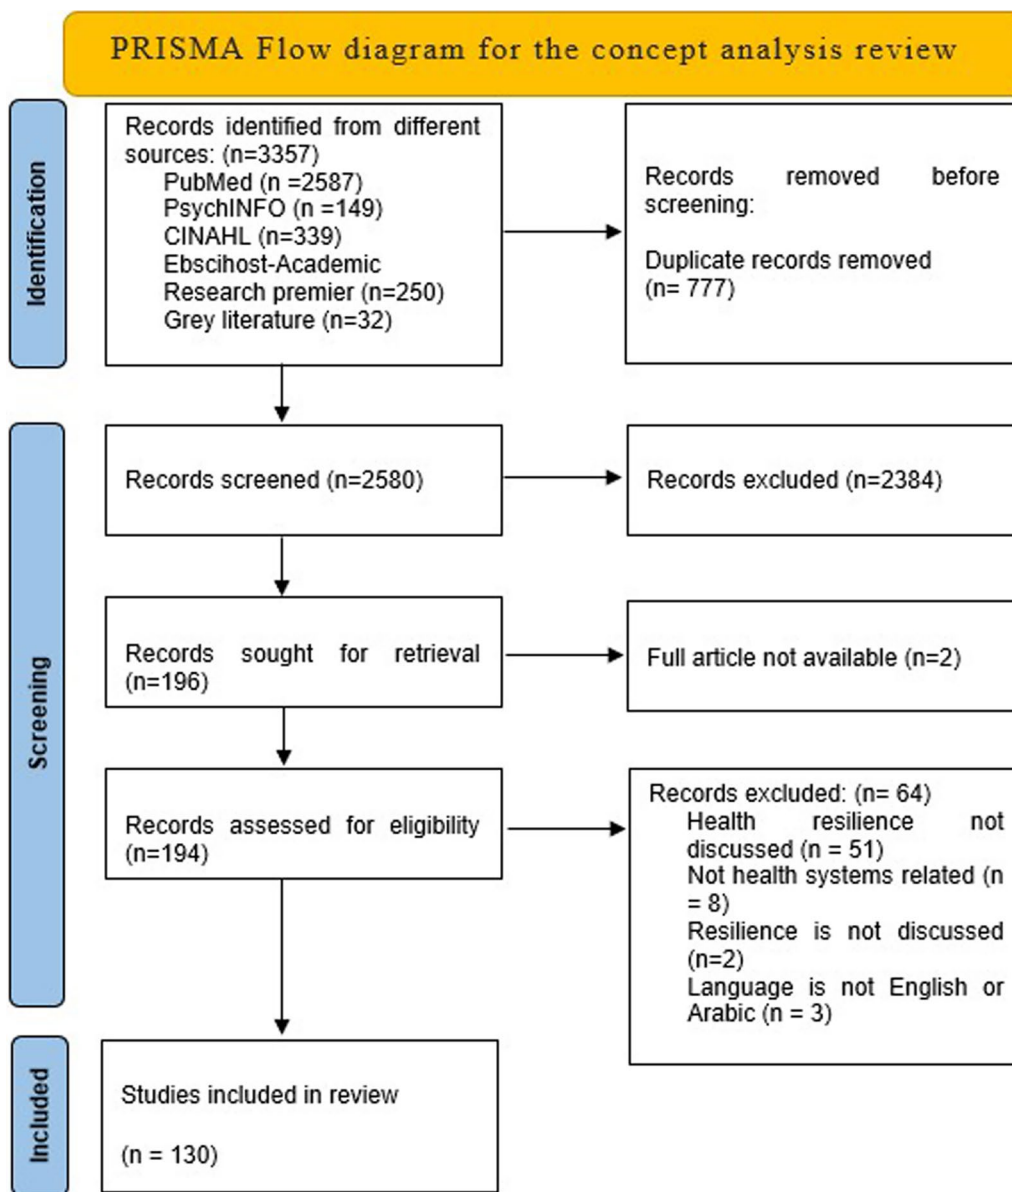 PRISMA Flow diagram for the concept analysis review
Identification
Records identified from different
sources: (n=3357)
PubMed (n =2587)
PsychINFO (n =149)
CINAHL (n=339)
Ebscihost-Academic
Research premier (n=250)
Grey literature (n=32)
Records removed before
screening:
Duplicate records removed
(n= 777)
Screening
Records screened (n=2580)
Records excluded (n=2384)
Records sought for retrieval
(n=196)
Full article not available (n=2)
Records assessed for eligibility
(n=194)
Records excluded: (n= 64)
Health resilience not
discussed (n = 51)
Not health systems related (n
= 8)
Resilience is not discussed
(n=2)
Language is not English or
Arabic (n = 3)
Included
Studies included in review
(n = 130)